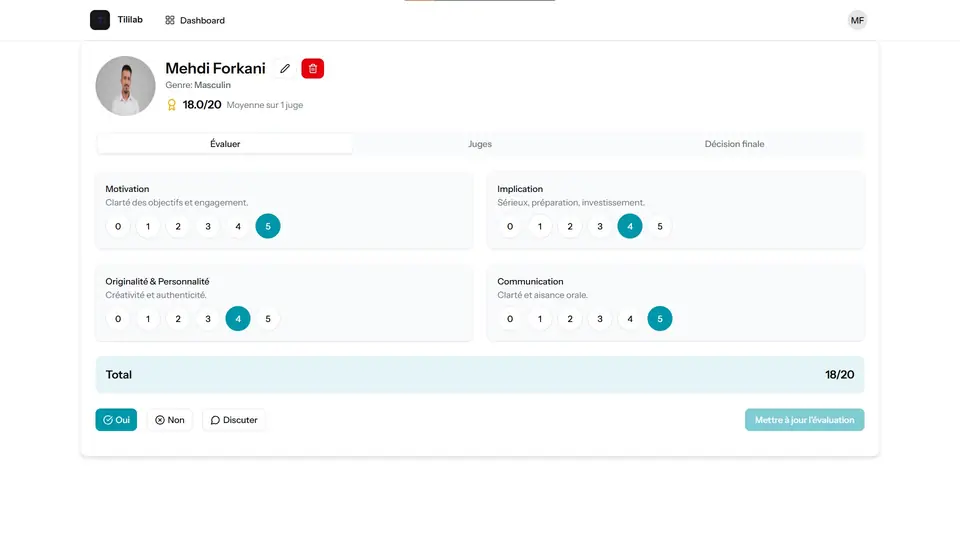 Tililab
Dashboard
MF
Mehdi Forkani
Genre: Masculin
18.0/20 Moyenne sur 1 juge
Évaluer
Juges
Décision finale
Motivation
Clarté des objectifs et engagement.
0 1 2 3 4 5
Implication
Sérieux, préparation, investissement.
0 1 2 3 4 5
Originalité & Personnalité
Créativité et authenticité.
0 1 2 3 4 5
Communication
Clarté et aisance orale.
0 1 2 3 4 5
Total 18/20
Oui
Non
Discuter
Mettre à jour l'évaluation